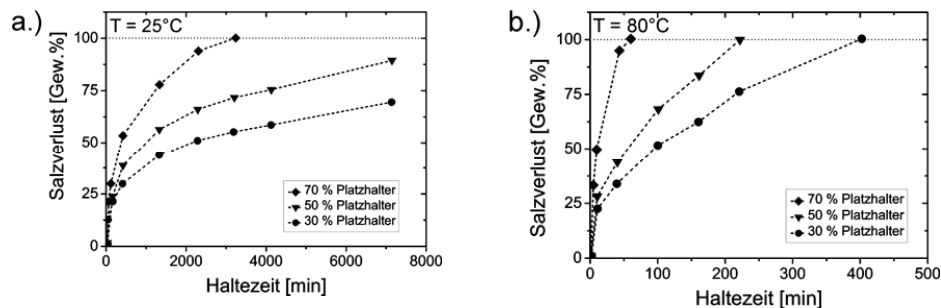 a.)
T = 25°C
Salzverlust [Gew.%]
100
75
50
25
0
70 % Platzhalter
50 % Platzhalter
30 % Platzhalter
0 2000 4000 6000 8000
Haltezeit [min]
b.)
T = 80°C
Salzverlust [Gew.%]
100
75
50
25
0
70 % Platzhalter
50 % Platzhalter
30 % Platzhalter
0 100 200 300 400 500
Haltezeit [min]